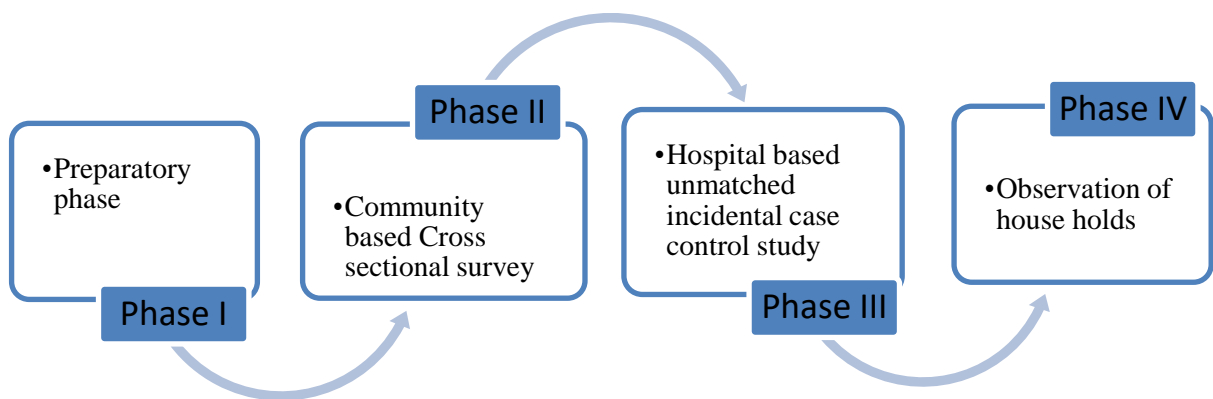 •Preparatory
phase
Phase I
Phase II
•Community
based Cross
sectional survey
•Hospital based
unmatched
incidental case
control study
Phase III
Phase IV
•Observation of
house holds